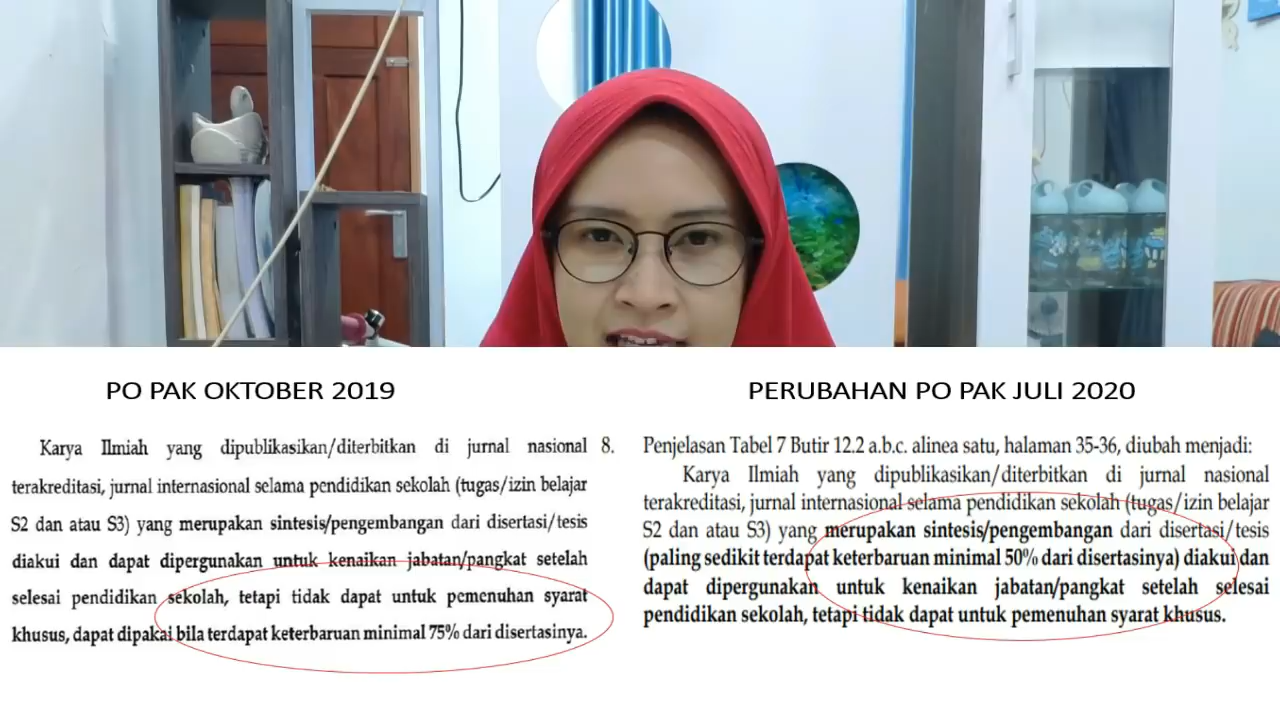 PO PAK OKTOBER 2019
Karya Ilmiah yang dipublikasikan/diterbitkan di jurnal nasional
terakreditasi, jurnal internasional selama pendidikan sekolah (tugas/izin belajar
S2 dan atau S3) yang merupakan sintesis/pengembangan dari disertasi/tesis
diakui dan dapat dipergunakan untuk kenaikan jabatan/pangkat setelah
selesai pendidikan sekolah, tetapi tidak dapat untuk pemenuhan syarat
khusus, dapat dipakai bila terdapat keterbaruan minimal 75% dari disertasinya.
PERUBAHAN PO PAK JULI 2020
8. Penjelasan Tabel 7 Butir 12.2 a.b.c. alinea satu, halaman 35-36, diubah menjadi:
Karya Ilmiah yang dipublikasikan/diterbitkan di jurnal nasional
terakreditasi, jurnal internasional selama pendidikan sekolah (tugas/izin belajar
S2 dan atau S3) yang merupakan sintesis/pengembangan dari disertasi/tesis
(paling sedikit terdapat keterbaruan minimal 50% dari disertasinya) diakui dan
dapat dipergunakan untuk kenaikan jabatan/pangkat setelah selesai
pendidikan sekolah, tetapi tidak dapat untuk pemenuhan syarat khusus.